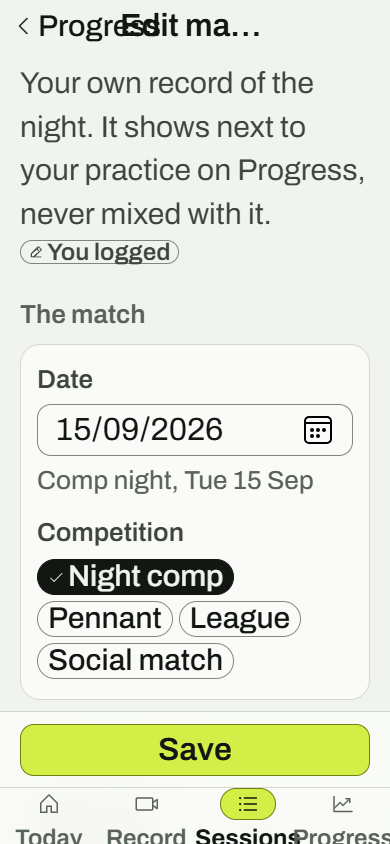 Progress
Edit ma…
Your own record of the
night. It shows next to
your practice on Progress,
never mixed with it.
You logged
The match
Date
15/09/2026
Comp night, Tue 15 Sep
Competition
Night comp
Pennant League
Social match
Save
Today Record Sessions Progress